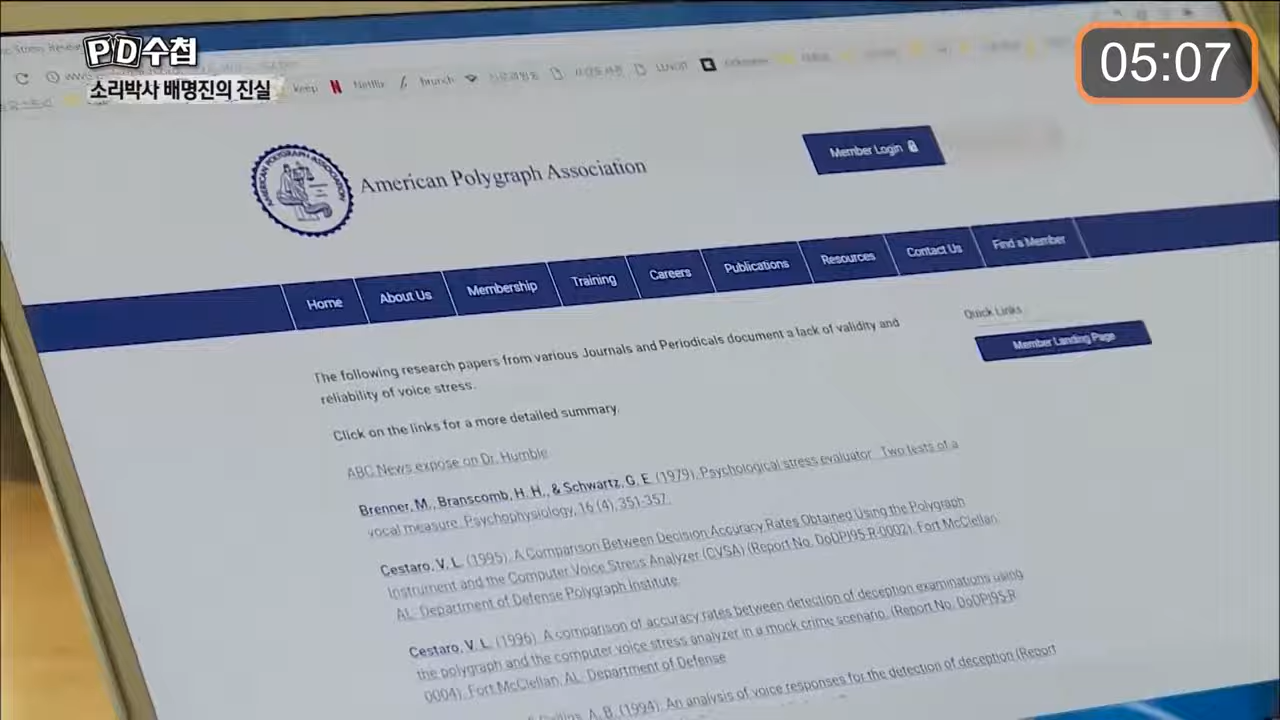 PD수첩
소리박사 배명진의 진실
05:07
keep
Netflix
brunch
AMERICAN POLYGRAPH ASSOCIATION
American Polygraph Association
Member Login
Home
About Us
Membership
Training
Careers
Publications
Resources
Contact Us
Find a Member
Quick Links
Member Landing Page
The following research papers from various Journals and Periodicals document a lack of validity and
reliability of voice stress.
Click on the links for a more detailed summary.
ABC News expose on Dr. Humble
Brenner, M., Branscomb, H. H., & Schwartz, G. E. (1979). Psychological stress evaluator. Two tests of a
vocal measure. Psychophysiology, 16 (4), 351-357.
Cestaro, V. L. (1995). A Comparison Between Decision Accuracy Rates Obtained Using the Polygraph
Instrument and the Computer Voice Stress Analyzer (CVSA) (Report No. DoDPI95-R-0002). Fort McClellan,
AL: Department of Defense Polygraph Institute.
Cestaro, V. L. (1996). A comparison of accuracy rates between detection of deception examinations using
the polygraph and the computer voice stress analyzer in a mock crime scenario. (Report No. DoDPI95-R
0004). Fort McClellan, AL: Department of Defense
A. B. (1994). An analysis of voice responses for the detection of deception (Report